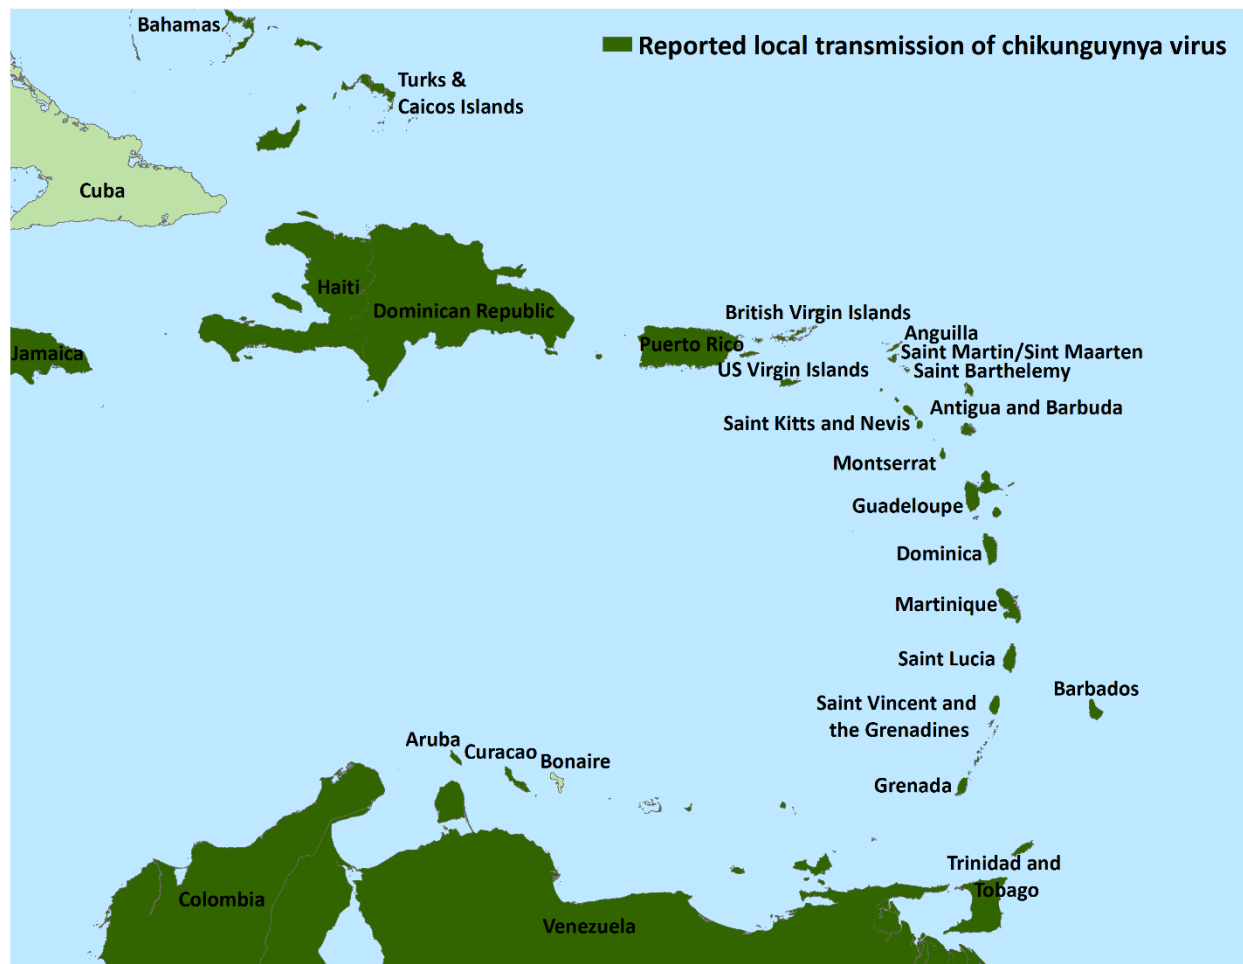 Bahamas
Reported local transmission of chikunguynya virus
Turks &
Caicos Islands
Cuba
Haiti
Dominican Republic
Jamaica
Puerto Rico
British Virgin Islands
US Virgin Islands
Anguilla
Saint Martin/Sint Maarten
Saint Barthelemy
Antigua and Barbuda
Saint Kitts and Nevis
Montserrat
Guadeloupe
Dominica
Martinique
Saint Lucia
Barbados
Saint Vincent and
the Grenadines
Aruba
Curacao
Bonaire
Grenada
Trinidad and
Tobago
Colombia
Venezuela